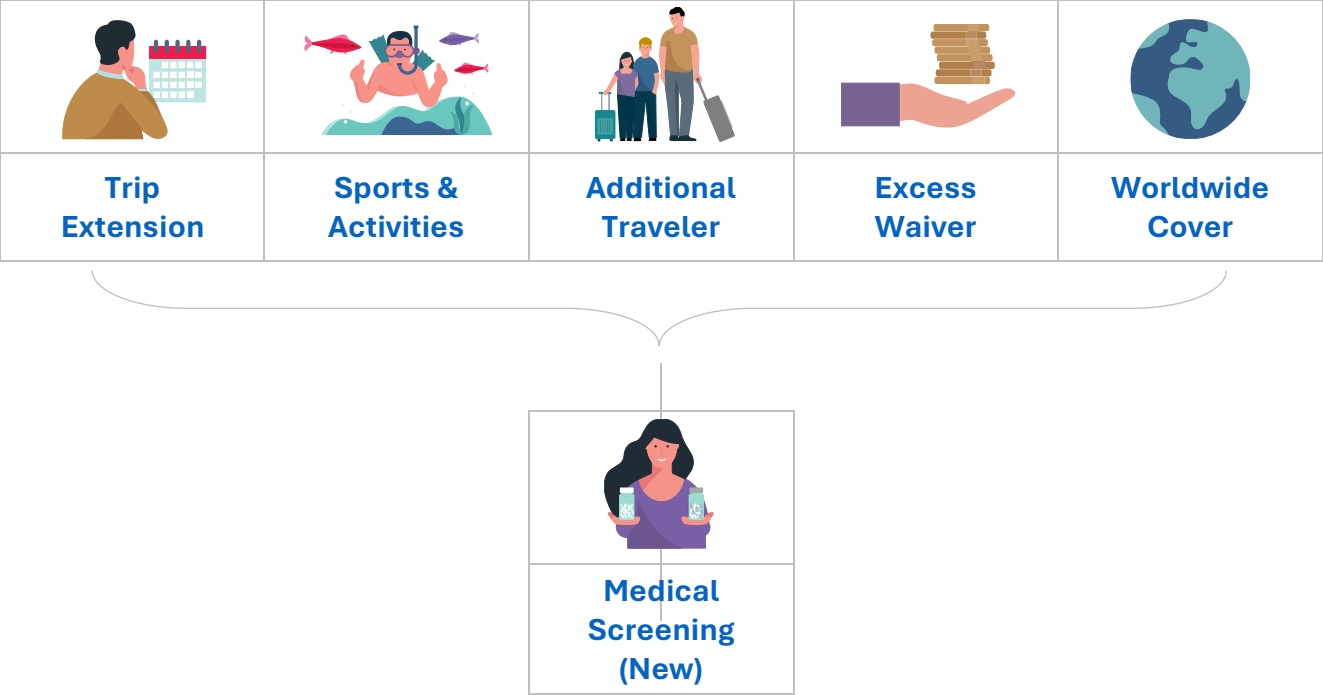 Trip
Extension
Sports &
Activities
Additional
Traveler
Excess
Waiver
Worldwide
Cover
Medical
Screening
(New)